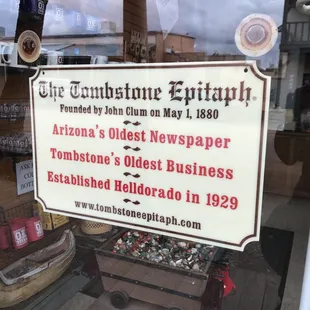 The Tombstone Epitaph®
Founded by John Clum on May 1, 1880
Arizona's Oldest Newspaper
Tombstone's Oldest Business
Established Helldorado in 1929
www.tombstoneepitaph.com
ASK